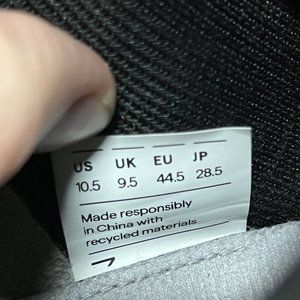 US UK EU JP
10.5 9.5 44.5 28.5
Made responsibly
in China with
recycled materials